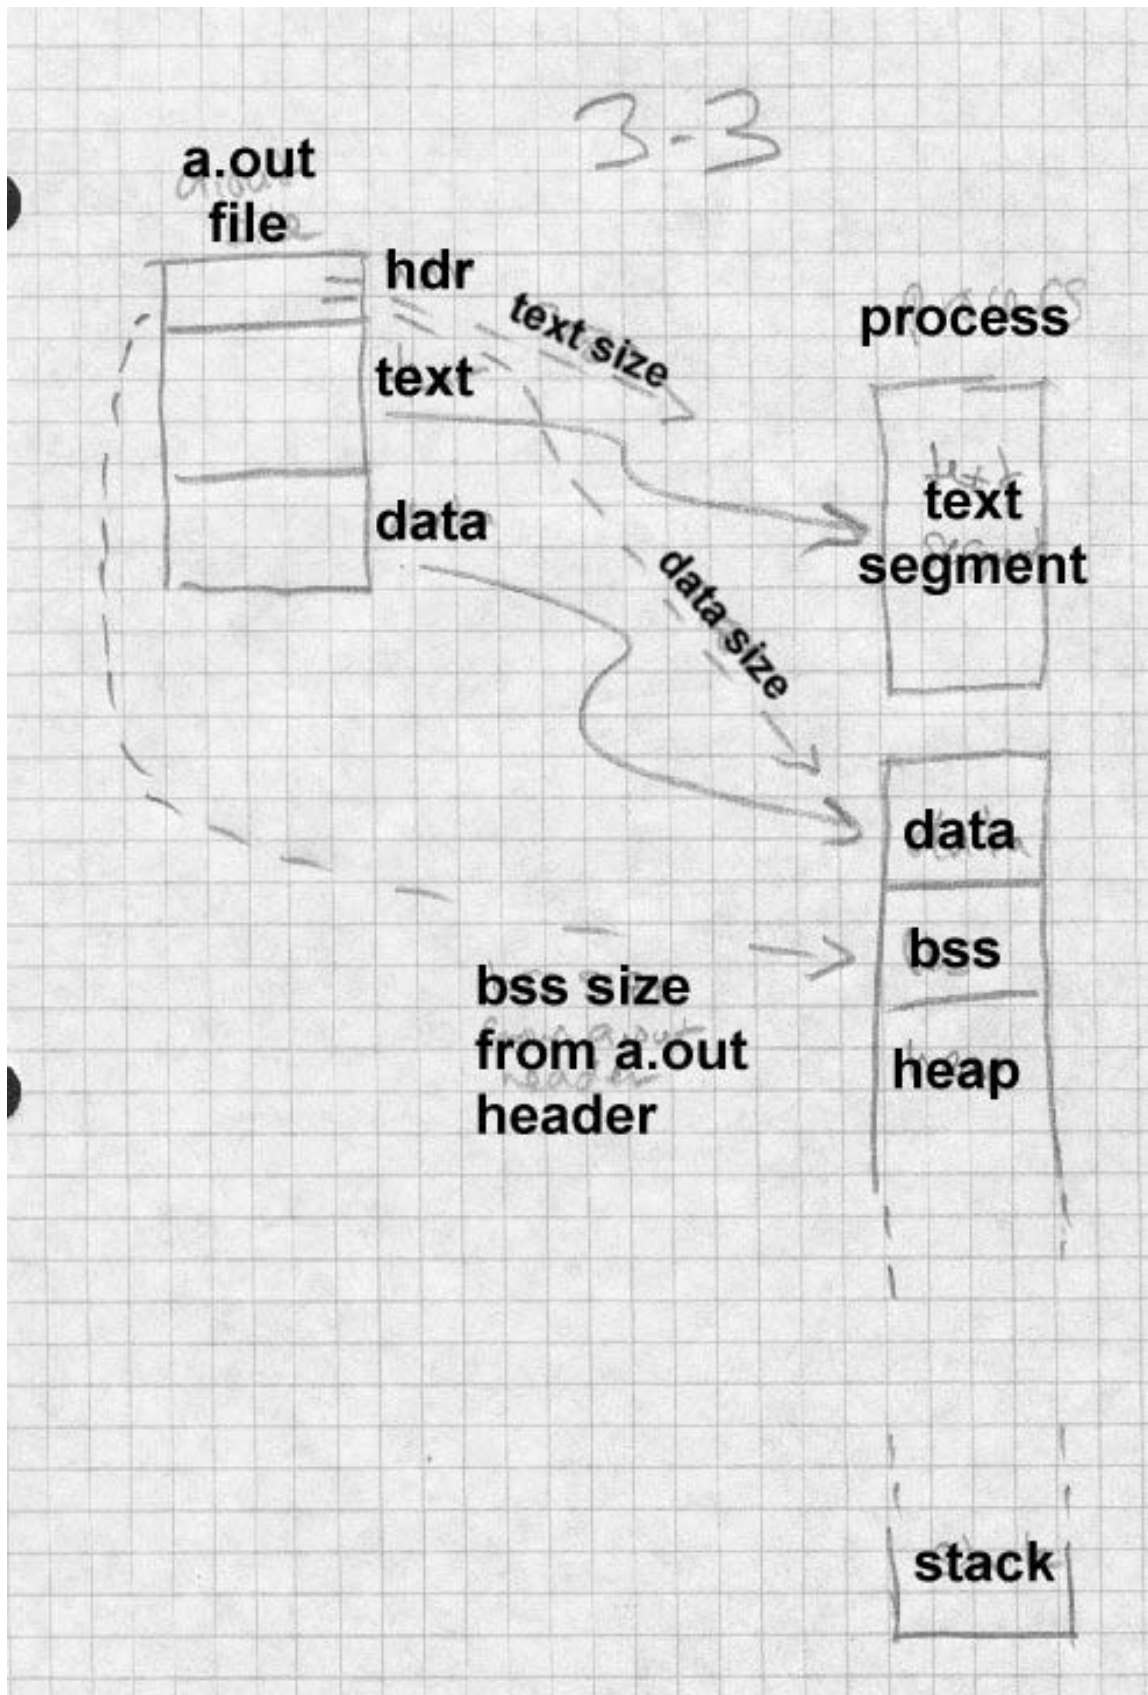 3-3
a.out
file
hdr
text size
process
text
text
segment
data
data size
data
bss
bss size
from a.out
header
heap
stack